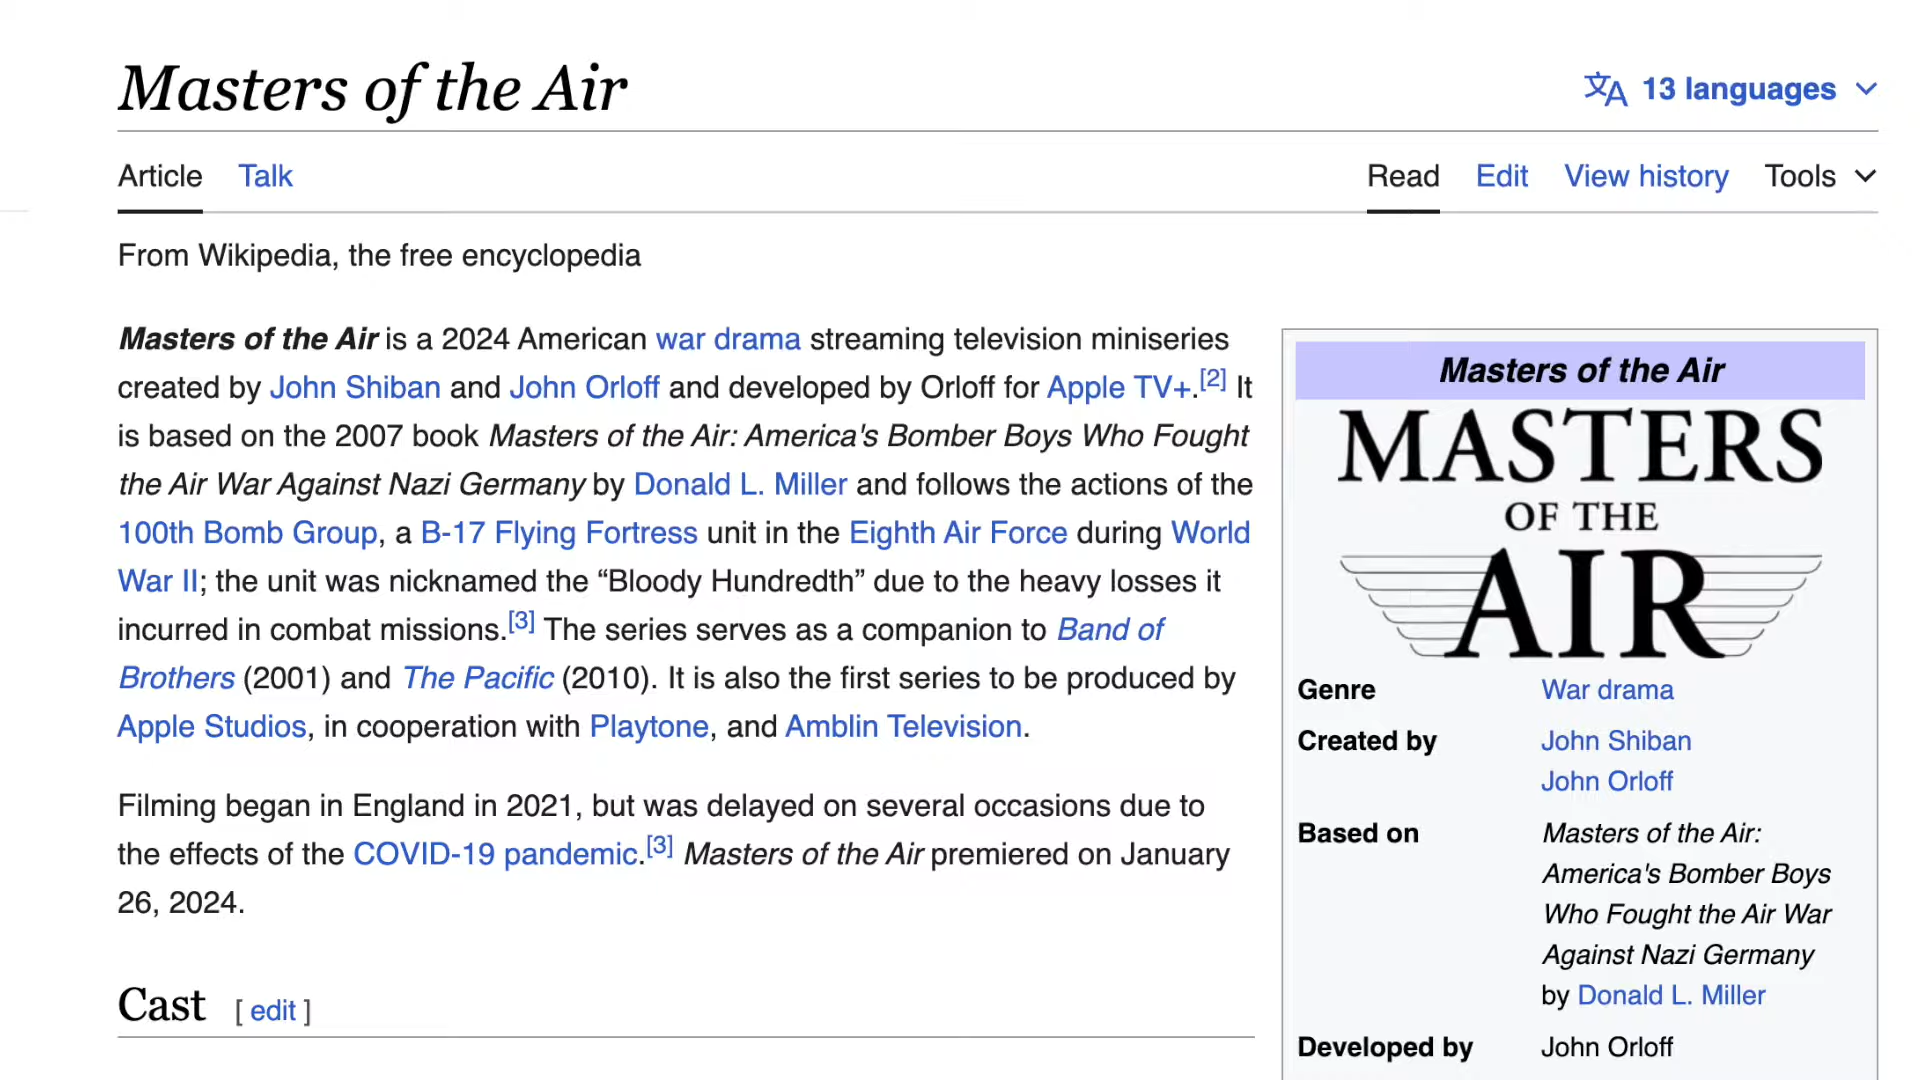 Masters of the Air
13 languages
Article Talk
Read Edit View history Tools
From Wikipedia, the free encyclopedia
Masters of the Air is a 2024 American war drama streaming television miniseries
created by John Shiban and John Orloff and developed by Orloff for Apple TV+.[2] It
is based on the 2007 book Masters of the Air: America's Bomber Boys Who Fought
the Air War Against Nazi Germany by Donald L. Miller and follows the actions of the
100th Bomb Group, a B-17 Flying Fortress unit in the Eighth Air Force during World
War II; the unit was nicknamed the “Bloody Hundredth” due to the heavy losses it
incurred in combat missions.[3] The series serves as a companion to Band of
Brothers (2001) and The Pacific (2010). It is also the first series to be produced by
Apple Studios, in cooperation with Playtone, and Amblin Television.
Filming began in England in 2021, but was delayed on several occasions due to
the effects of the COVID-19 pandemic.[3] Masters of the Air premiered on January
26, 2024.
Cast [ edit ]
Masters of the Air
MASTERS
OF THE
AIR
Genre War drama
Created by John Shiban
John Orloff
Based on Masters of the Air:
America's Bomber Boys
Who Fought the Air War
Against Nazi Germany
by Donald L. Miller
Developed by John Orloff